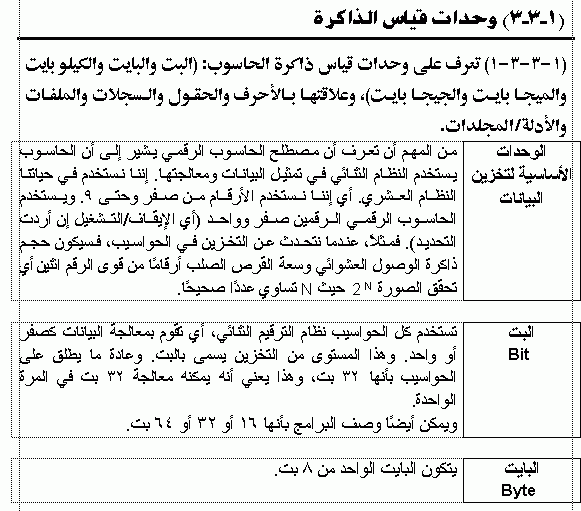 (١-٣-٣) وحدات قياس الذاكرة
(١-٣-٣-١) تعرف على وحدات قياس ذاكرة الحاسوب: (البت والبايت والكيلو بايت
والميجا بايت والجيجا بايت)، وعلاقتها بالأحرف والحقول والسجلات والملفات
والأدلة/المجلدات.
الوحدات
الأساسية لتخزين
البيانات
من المهم أن تعرف أن مصطلح الحاسوب الرقمي يشير إلى أن الحاسوب
يستخدم النظام الثنائي في تمثيل البيانات ومعالجتها. إننا نستخدم في حياتنا
النظام العشري. أي إننا نستخدم الأرقام من صفر وحتى ٩. ويستخدم
الحاسوب الرقمي الرقمين صفر وواحد (أي الإيقاف/التشغيل إن أردت
التحديد). فمثلاً، عندما نتحدث عن التخزين في الحواسيب، فسيكون حجم
ذاكرة الوصول العشوائي وسعة القرص الصلب أرقامًا من قوى الرقم اثنين أي
تحقق الصورة 2N حيث N تساوي عددًا صحيحًا.
البت
Bit
تستخدم كل الحواسيب نظام الترقيم الثنائي، أي تقوم بمعالجة البيانات كصفر
أو واحد. وهذا المستوى من التخزين يسمى بالبت. وعادة ما يطلق على
الحواسيب بأنها ٣٢ بت، وهذا يعني أنه يمكنه معالجة ٣٢ بت في المرة
الواحدة.
ويمكن أيضًا وصف البرامج بأنها ١٦ أو ٣٢ أو ٦٤ بت.
البايت
Byte
يتكون البايت الواحد من ٨ بت.